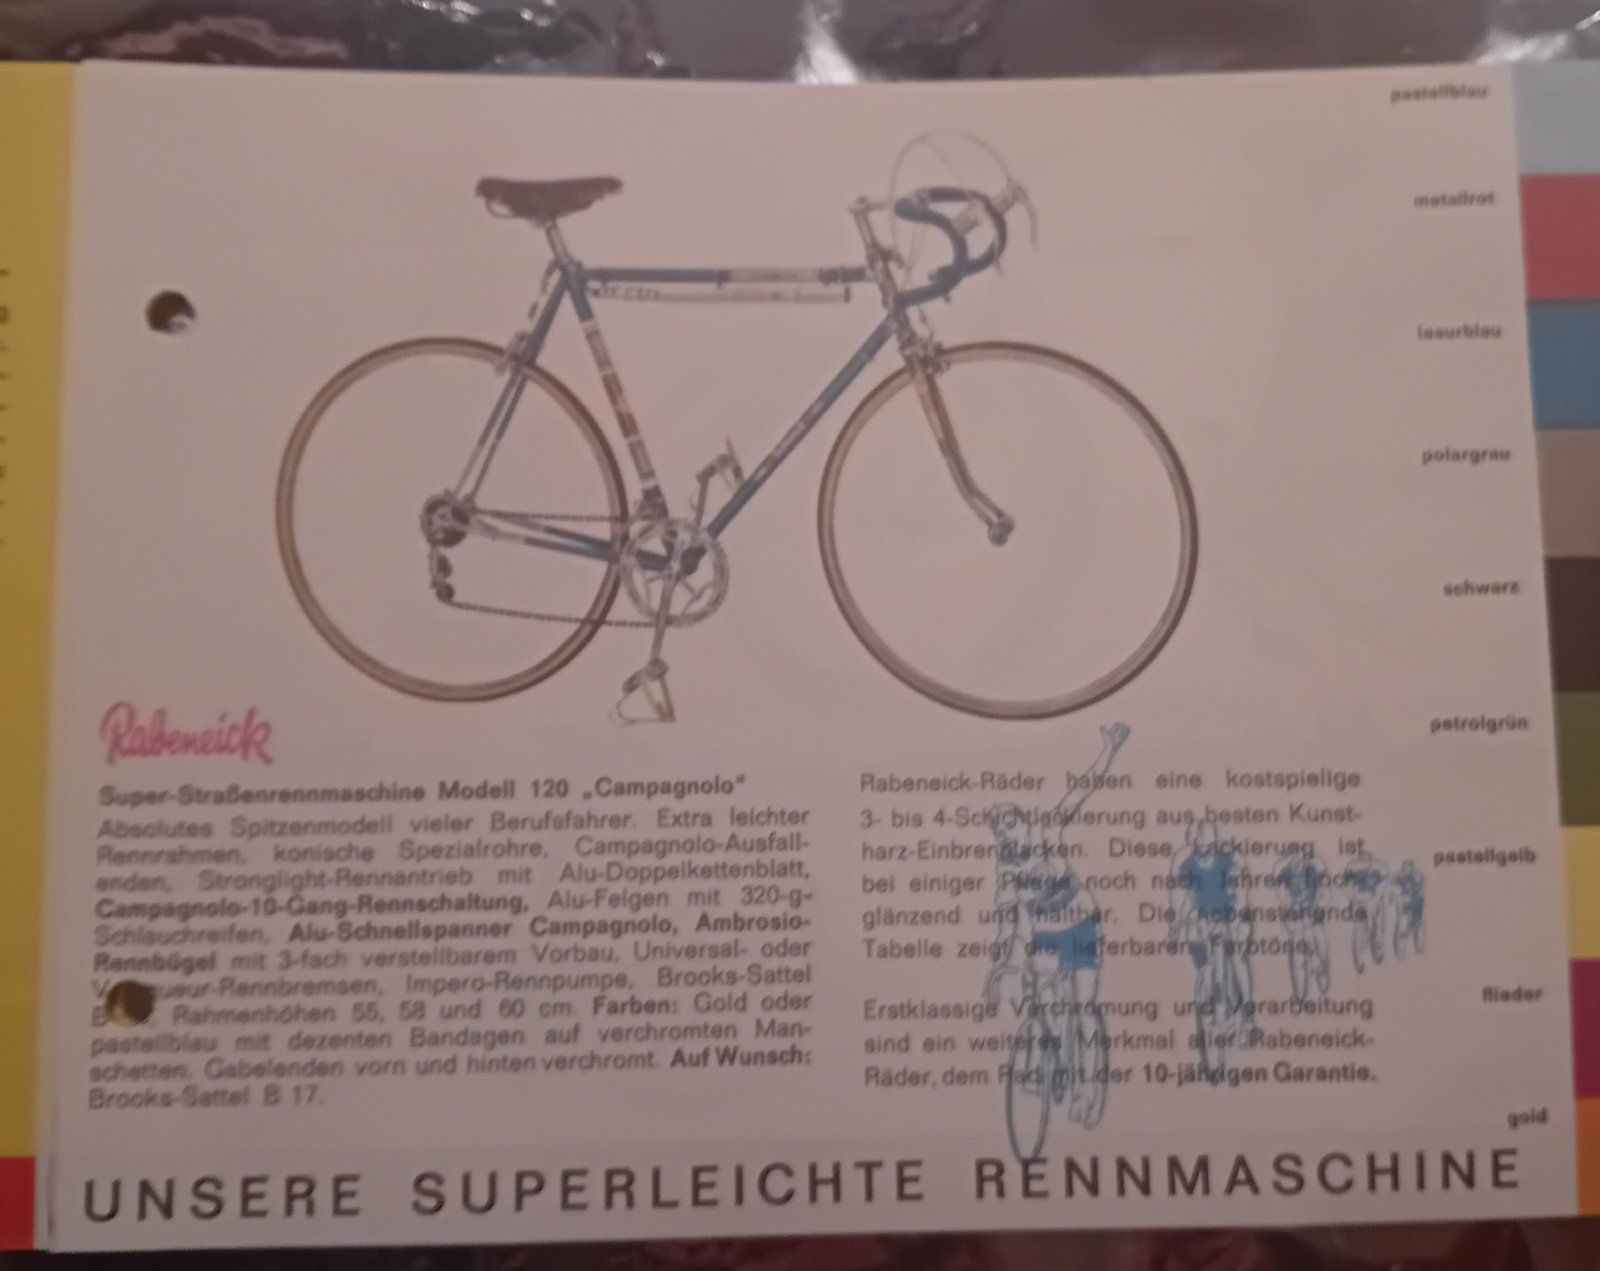 pastellblau
metallrot
lasurblau
polargrau
schwarz
petrolgrün
pastellgelb
flieder
gold
Rabeneick
Super-Straßenrennmaschine Modell 120 „Campagnolo“
Absolutes Spitzenmodell vieler Berufsfahrer. Extra leichter
Rennrahmen, konische Spezialrohre, Campagnolo-Ausfall-
enden, Stronglight-Rennantrieb mit Alu-Doppelkettenblatt,
Campagnolo-10-Gang-Rennschaltung, Alu-Felgen mit 320-g-
Schlauchreifen, Alu-Schnellspanner Campagnolo, Ambrosio-
Rennbügel mit 3-fach verstellbarem Vorbau, Universal- oder
-Rennbremsen, Impero-Rennpumpe, Brooks-Sattel
Rahmenhöhen 55, 58 und 60 cm. Farben: Gold oder
pastellblau mit dezenten Bandagen auf verchromten Man-
schetten. Gabelenden vorn und hinten verchromt. Auf Wunsch:
Brooks-Sattel B 17.
Rabeneick-Räder haben eine kostspielige
3- bis 4-Schichtlackierung aus besten Kunst-
harz-Einbrennlacken. Diese Lackierung ist
bei einiger Pflege noch nach Jahren hoch-
glänzend und haltbar. Die nebenstehende
Tabelle zeigt die lieferbaren Farbtöne.
Erstklassige Verchromung und Verarbeitung
sind ein weiteres Merkmal aller Rabeneick-
Räder, dem Rad mit der 10-jährigen Garantie.
UNSERE SUPERLEICHTE RENNMASCHINE